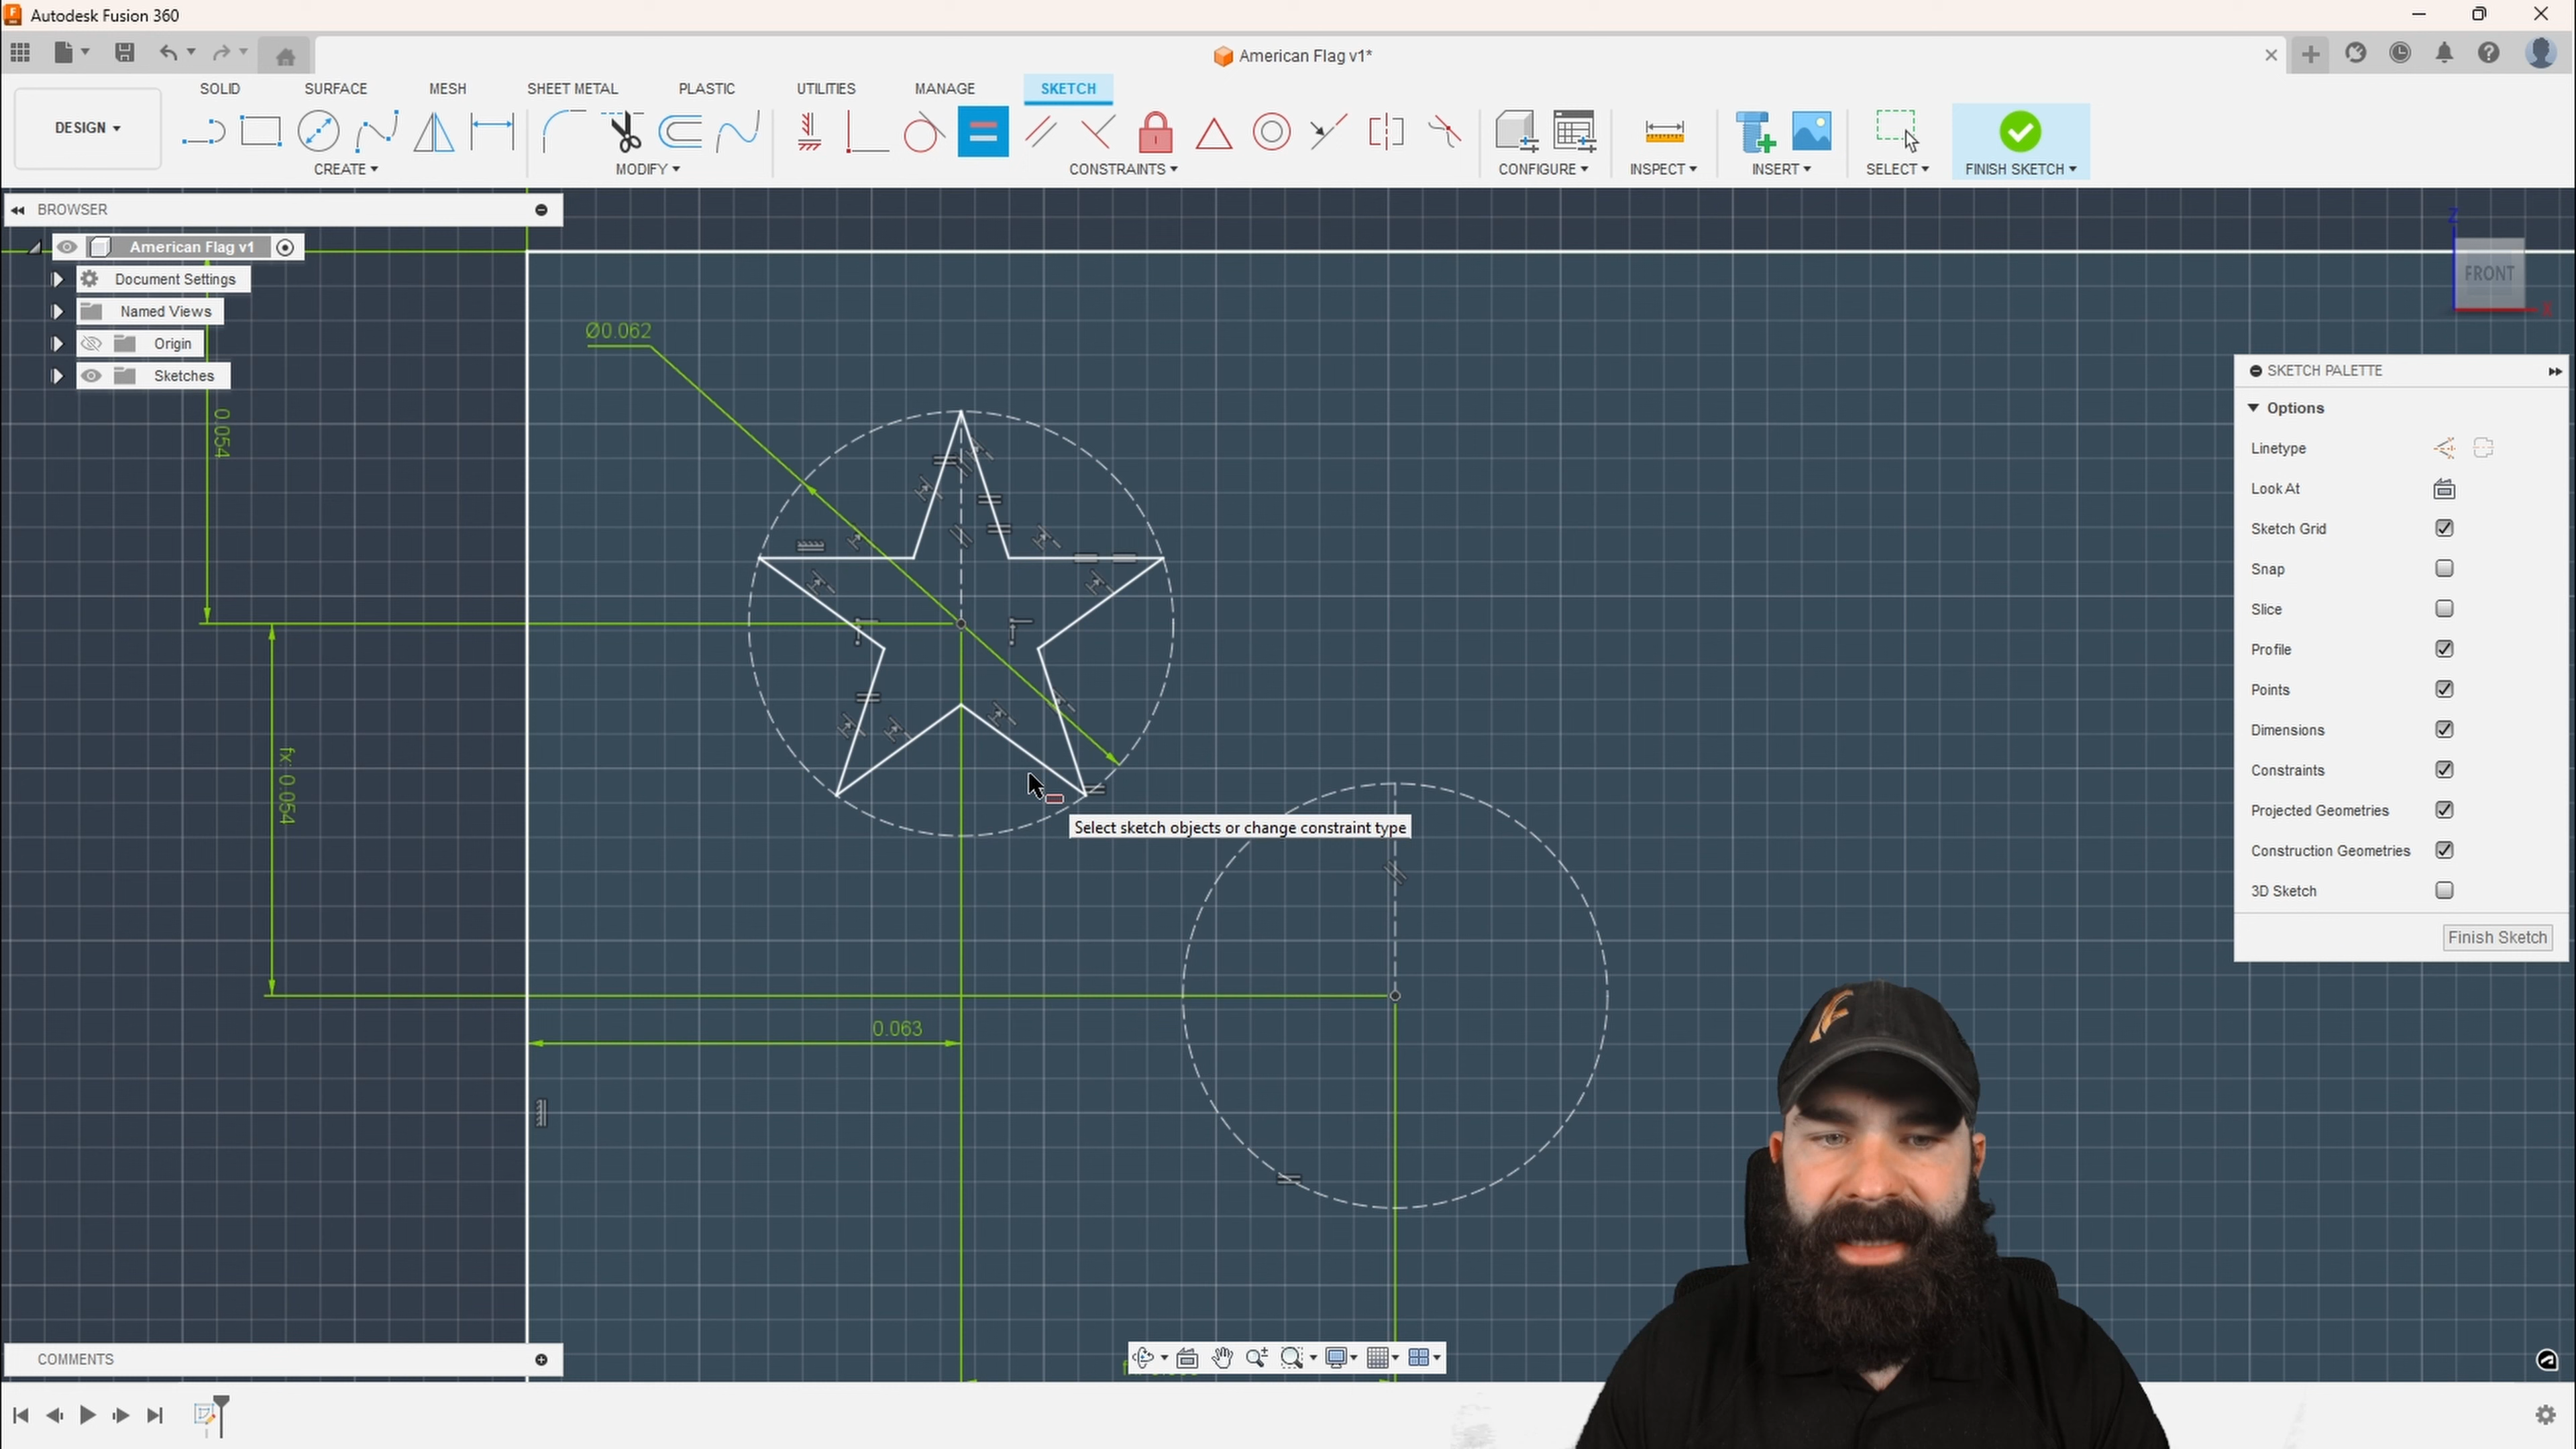 Autodesk Fusion 360
American Flag v1*
SOLID SURFACE MESH SHEET METAL PLASTIC UTILITIES MANAGE SKETCH
DESIGN
CREATE MODIFY CONSTRAINTS CONFIGURE INSPECT INSERT SELECT FINISH SKETCH
BROWSER
American Flag v1
Document Settings
Named Views
Origin
Sketches
Z
FRONT
Ø0.062
0.054
fx: 0.054
0.063
Select sketch objects or change constraint type
SKETCH PALETTE
Options
Linetype
Look At
Sketch Grid
Snap
Slice
Profile
Points
Dimensions
Constraints
Projected Geometries
Construction Geometries
3D Sketch
Finish Sketch
COMMENTS